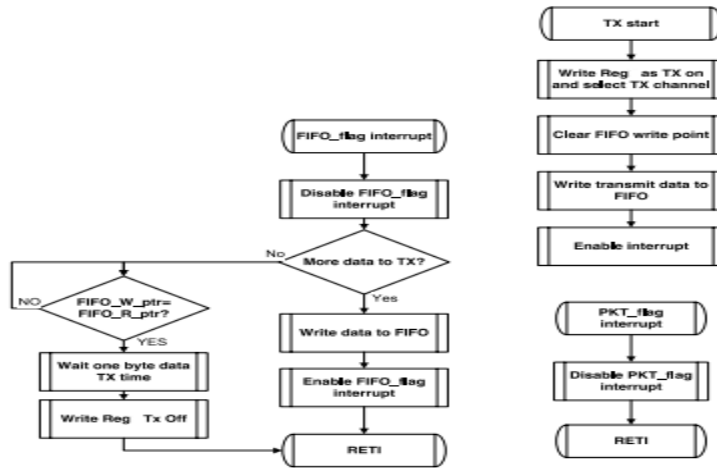 TX start
Write Reg as TX on
and select TX channel
Clear FIFO write point
Write transmit data to
FIFO
Enable interrupt
FIFO_flag interrupt
Disable FIFO_flag
interrupt
More data to TX?
No
Yes
Write data to FIFO
Enable FIFO_flag
interrupt
RETI
NO
FIFO_W_ptr=
FIFO_R_ptr?
YES
Wait one byte data
TX time
Write Reg Tx Off
PKT_flag
interrupt
Disable PKT_flag
interrupt
RETI